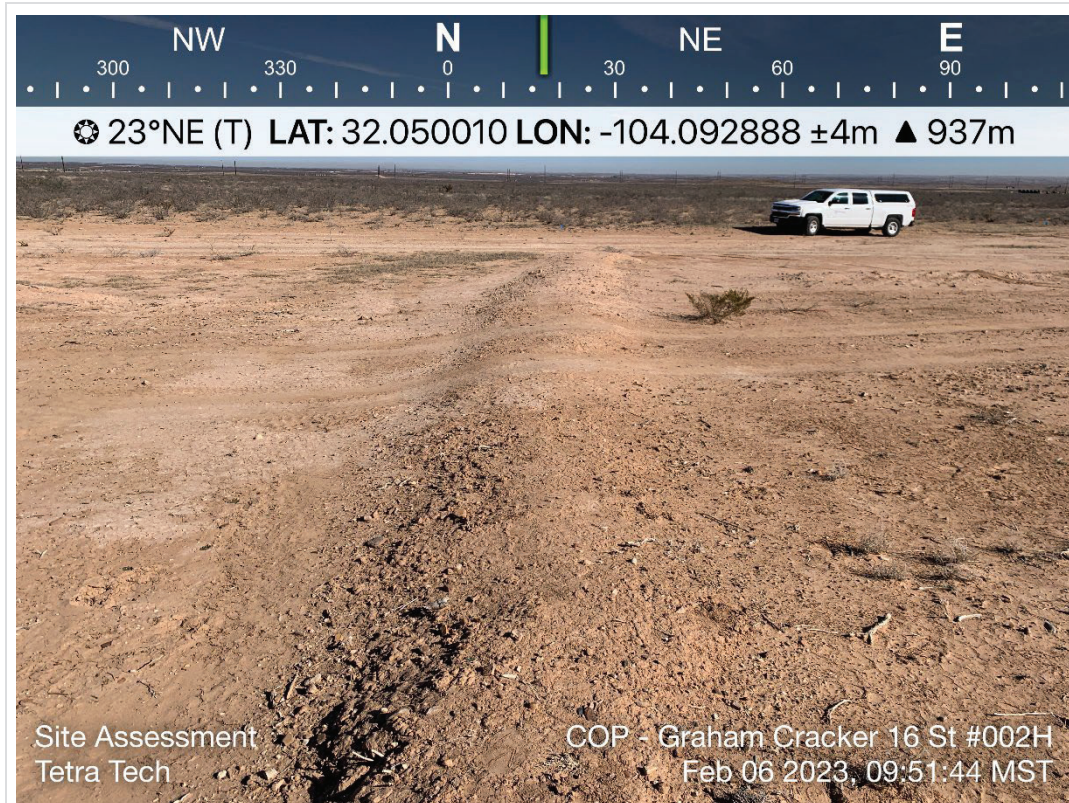 NW N NE E
300 330 0 30 60 90
23°NE (T) LAT: 32.050010 LON: -104.092888 ±4m ▲ 937m
Site Assessment
Tetra Tech
COP - Graham Cracker 16 St #002H
Feb 06 2023, 09:51:44 MST